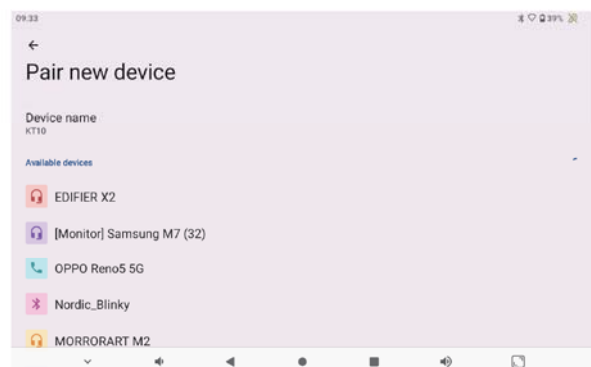 09.33
39%
Pair new device
Device name
KT10
Available devices
EDIFIER X2
[Monitor] Samsung M7 (32)
OPPO Reno5 5G
Nordic_Blinky
MORRORART M2